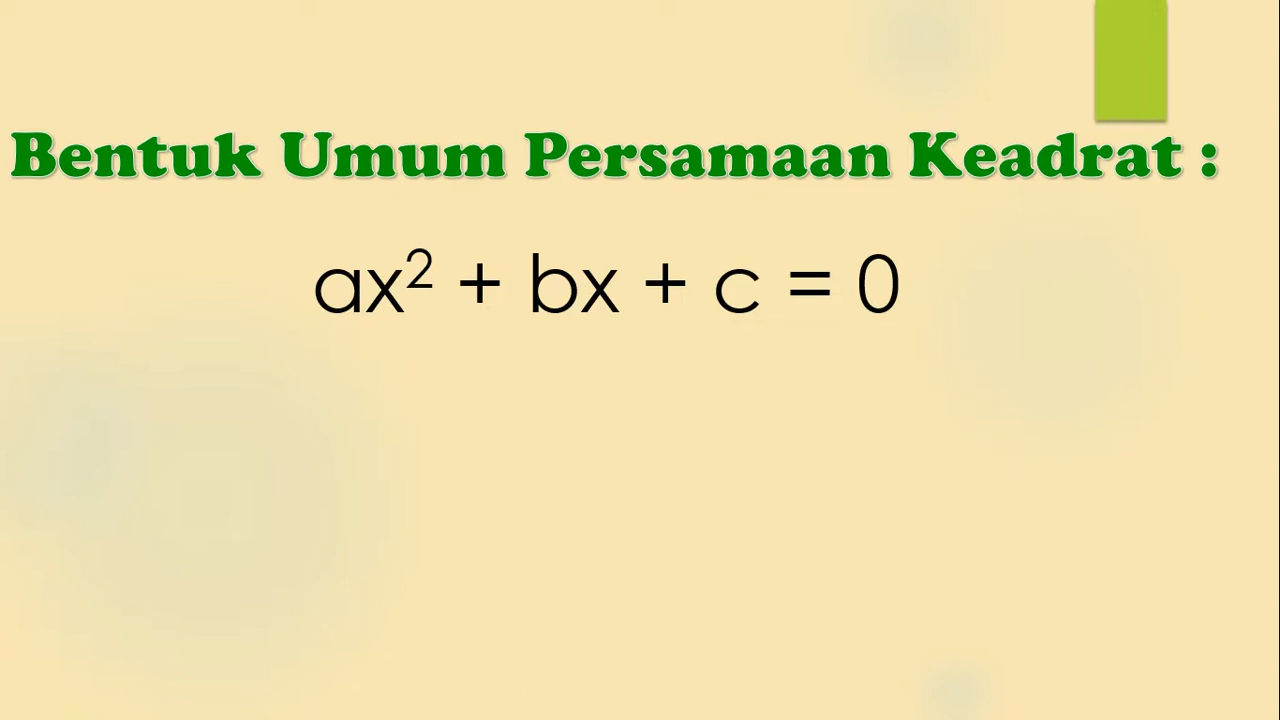 Bentuk Umum Persamaan Keadrat :
ax² + bx + c = 0